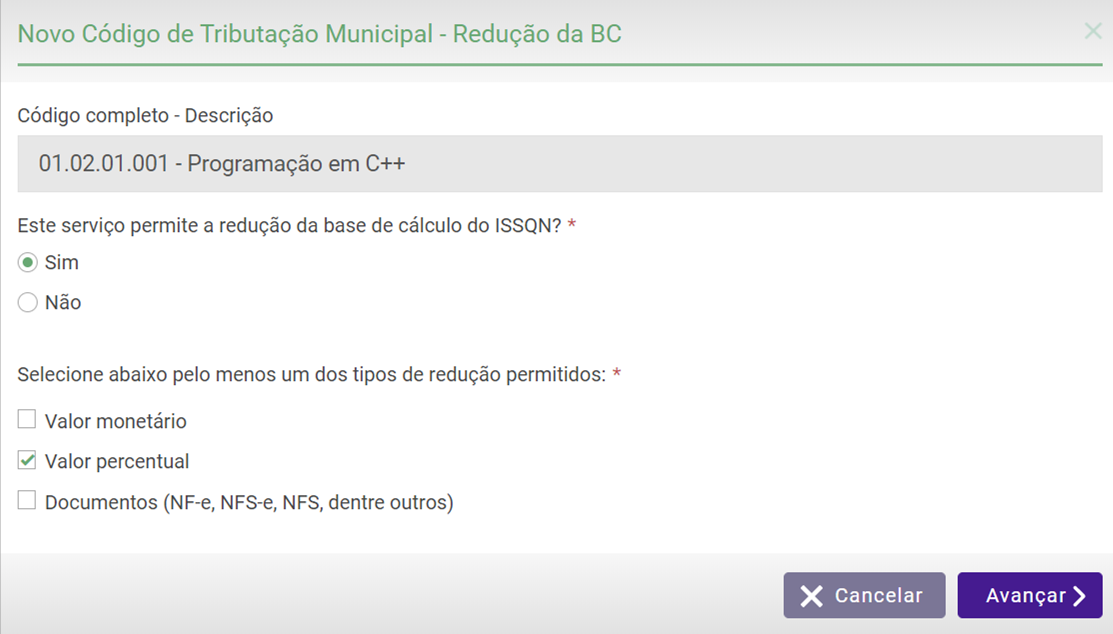 Novo Código de Tributação Municipal - Redução da BC
Código completo - Descrição
01.02.01.001 - Programação em C++
Este serviço permite a redução da base de cálculo do ISSQN? *
Sim
Não
Selecione abaixo pelo menos um dos tipos de redução permitidos: *
Valor monetário
Valor percentual
Documentos (NF-e, NFS-e, NFS, dentre outros)
Cancelar
Avançar